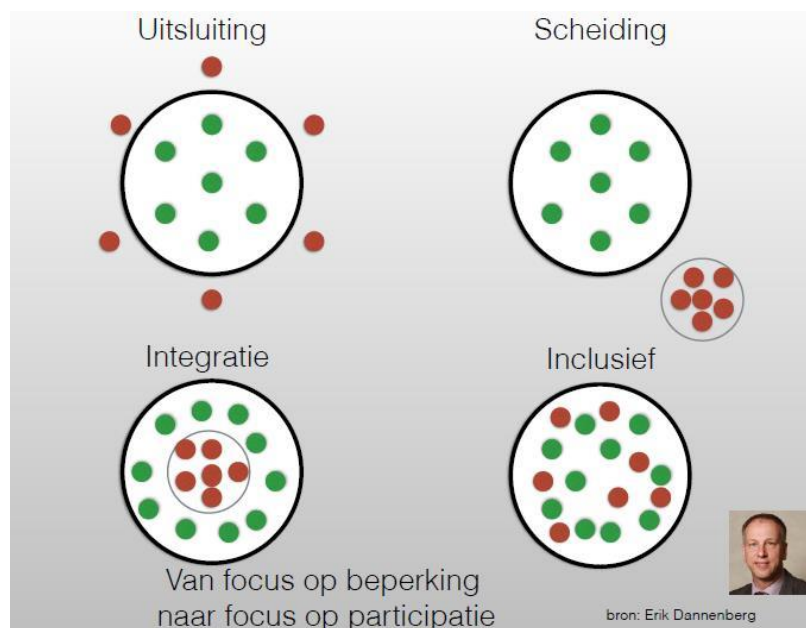 Uitsluiting
Scheiding
Integratie
Inclusief
Van focus op beperking
naar focus op participatie
bron: Erik Dannenberg